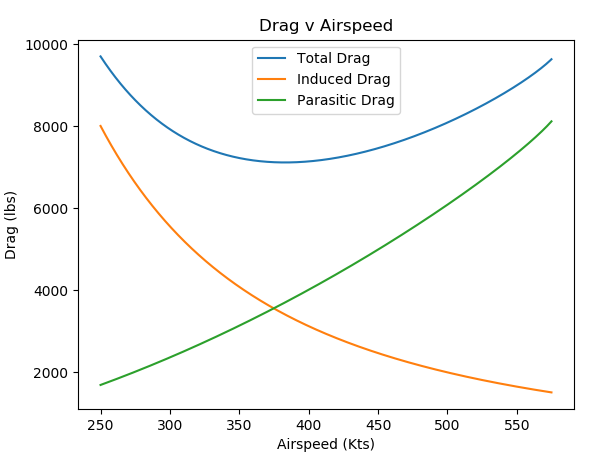 Drag v Airspeed
Total Drag
Induced Drag
Parasitic Drag
Drag (lbs)
10000
8000
6000
4000
2000
250 300 350 400 450 500 550
Airspeed (Kts)